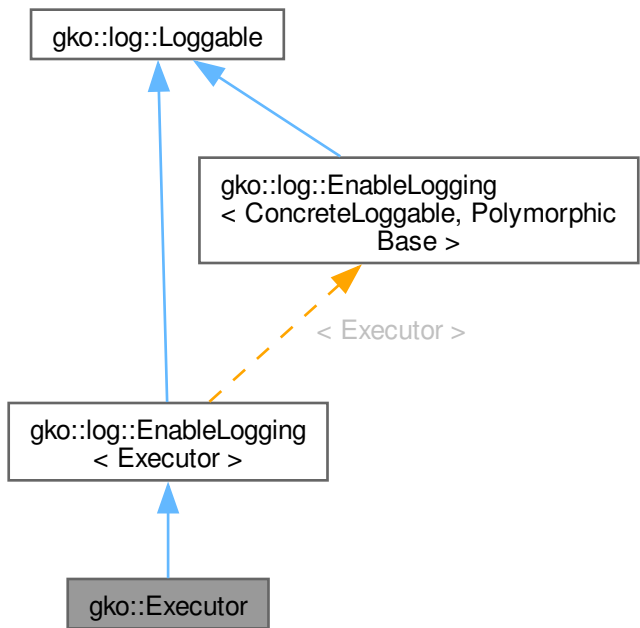 gko::log::Loggable
gko::log::EnableLogging
< ConcreteLoggable, Polymorphic
Base >
< Executor >
gko::log::EnableLogging
< Executor >
gko::Executor